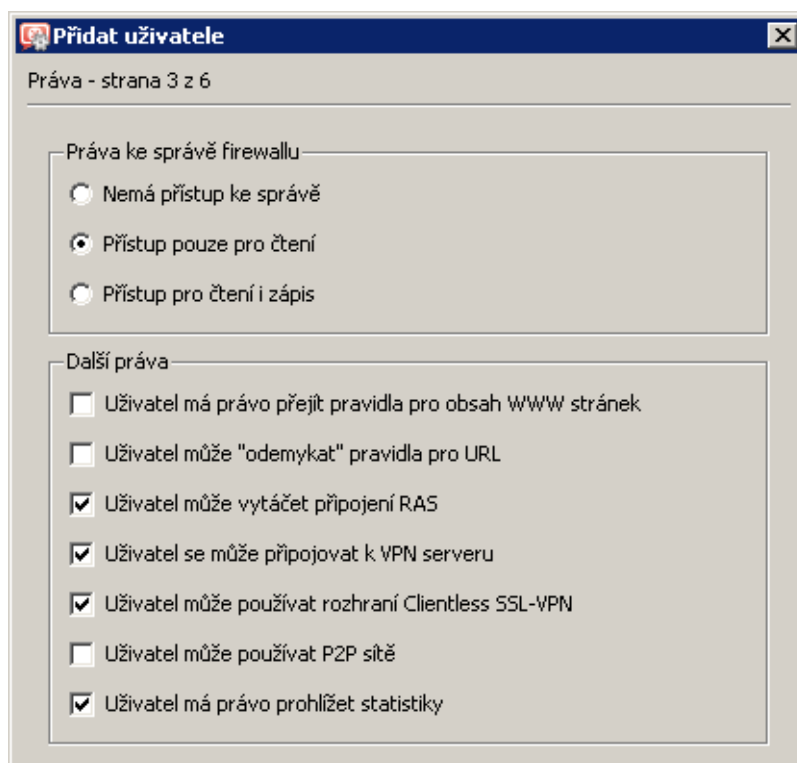 Přidat uživatele
Práva - strana 3 z 6
Práva ke správě firewallu
Nemá přístup ke správě
Přístup pouze pro čtení
Přístup pro čtení i zápis
Další práva
Uživatel má právo přejít pravidla pro obsah WWW stránek
Uživatel může "odemykat" pravidla pro URL
Uživatel může vytáčet připojení RAS
Uživatel se může připojovat k VPN serveru
Uživatel může používat rozhraní Clientless SSL-VPN
Uživatel může používat P2P sítě
Uživatel má právo prohlížet statistiky